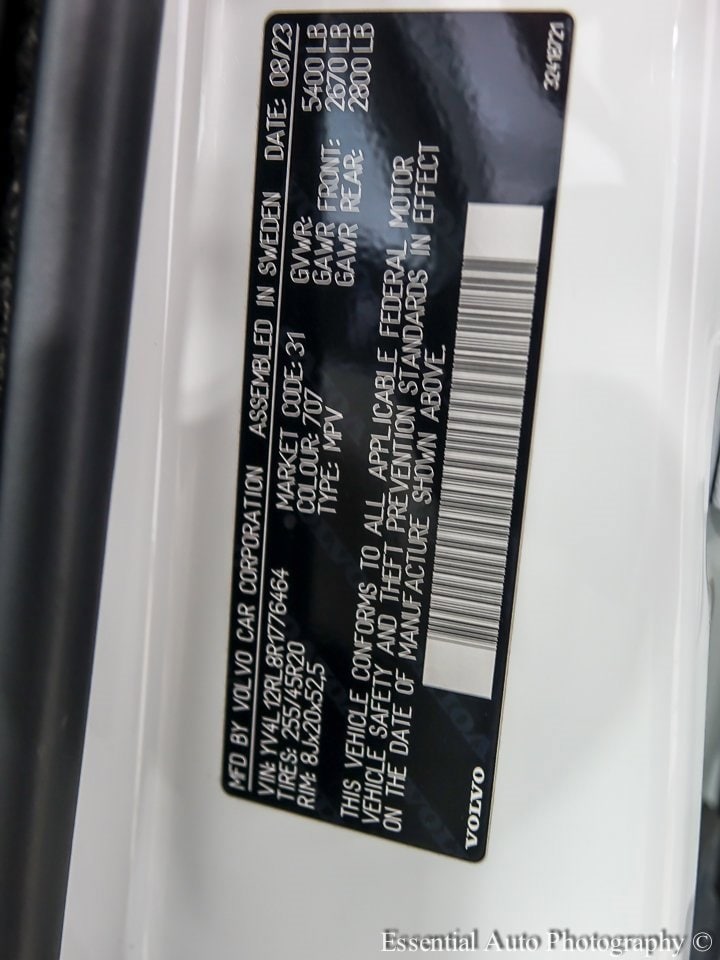 MFD BY VOLVO CAR CORPORATION ASSEMBLED IN SWEDEN DATE: 08/23
VIN: YV4L12RL8R1776464 MARKET CODE: 31 GVWR: 5400 LB
TIRES: 255/45R20 COLOUR: 707 GAWR FRONT: 2670 LB
RIM: 8Jx20x52,5 TYPE: MPV GAWR REAR: 2800 LB
THIS VEHICLE CONFORMS TO ALL APPLICABLE FEDERAL MOTOR
VEHICLE SAFETY AND THEFT PREVENTION STANDARDS IN EFFECT
ON THE DATE OF MANUFACTURE SHOWN ABOVE.
VOLVO
Essential Auto Photography ©